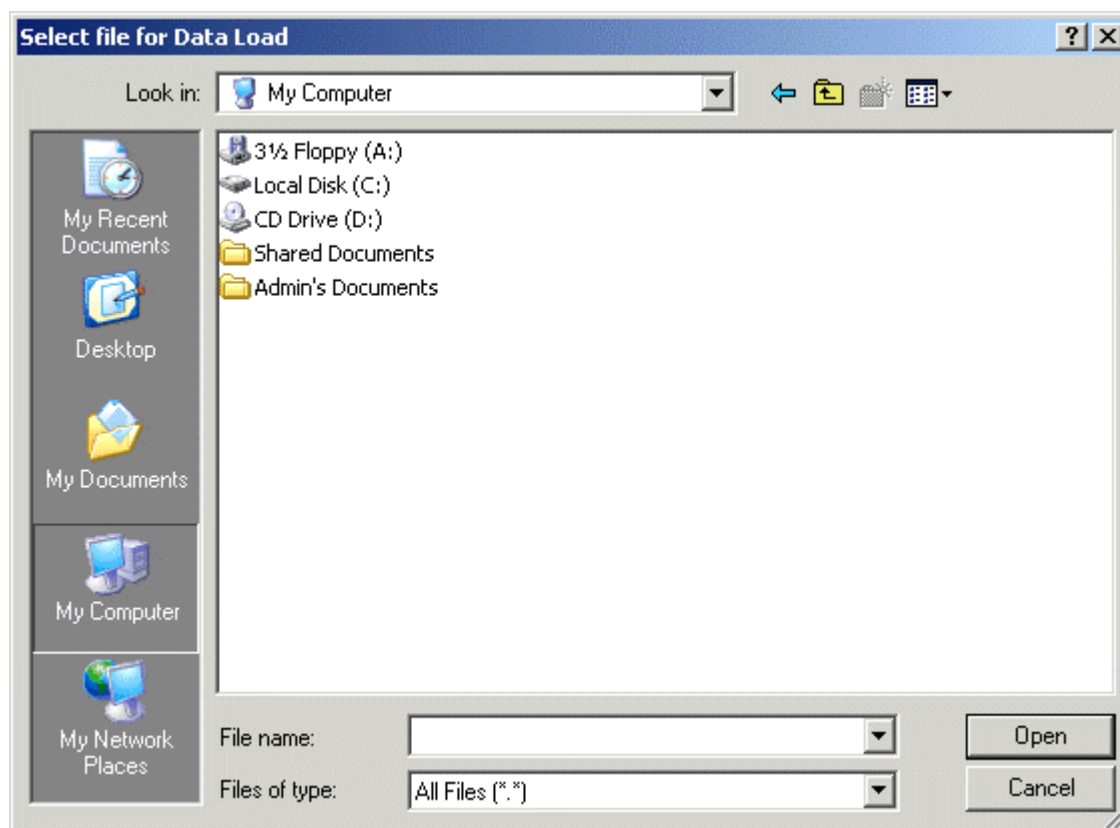 Select file for Data Load
Look in: My Computer
3½ Floppy (A:)
Local Disk (C:)
CD Drive (D:)
Shared Documents
Admin's Documents
My Recent
Documents
Desktop
My Documents
My Computer
My Network
Places
File name:
Open
Files of type: All Files (*.*)
Cancel